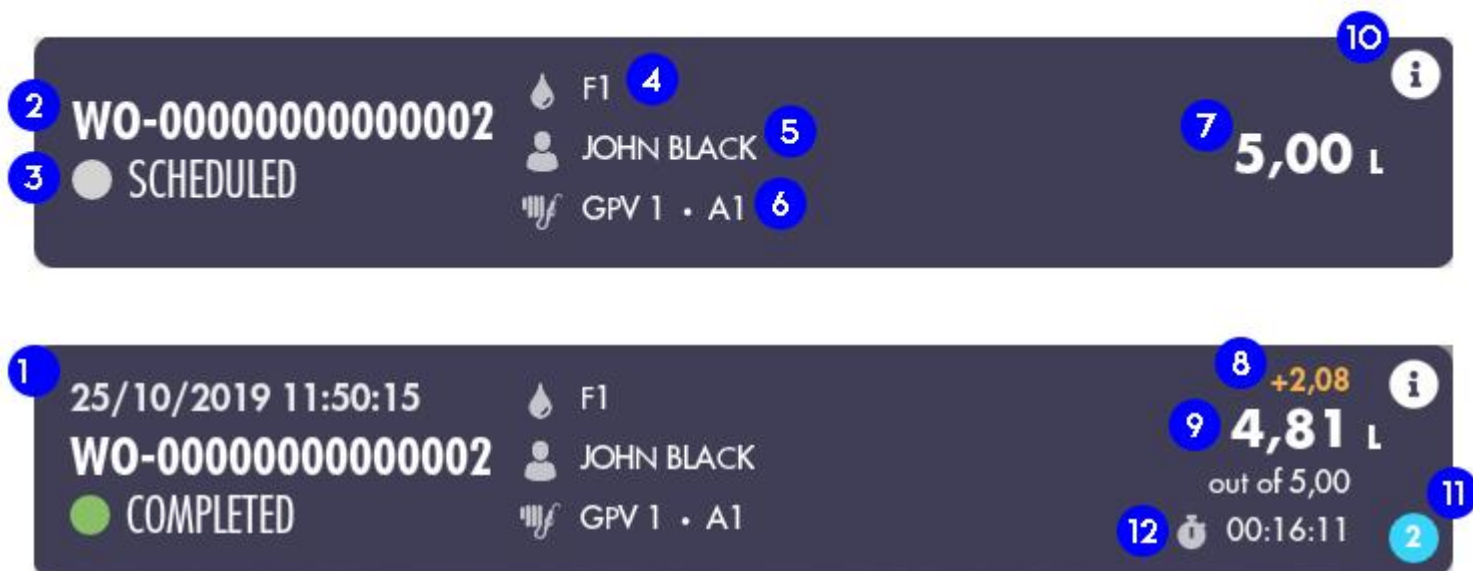 10
2 WO-00000000000002
3 SCHEDULED
F1 4
JOHN BLACK 5
GPV 1 • A1 6
7 5,00 L
i
1 25/10/2019 11:50:15
WO-00000000000002
COMPLETED
F1
JOHN BLACK
GPV 1 • A1
8 +2,08
9 4,81 L
out of 5,00
12 00:16:11
i
11
2